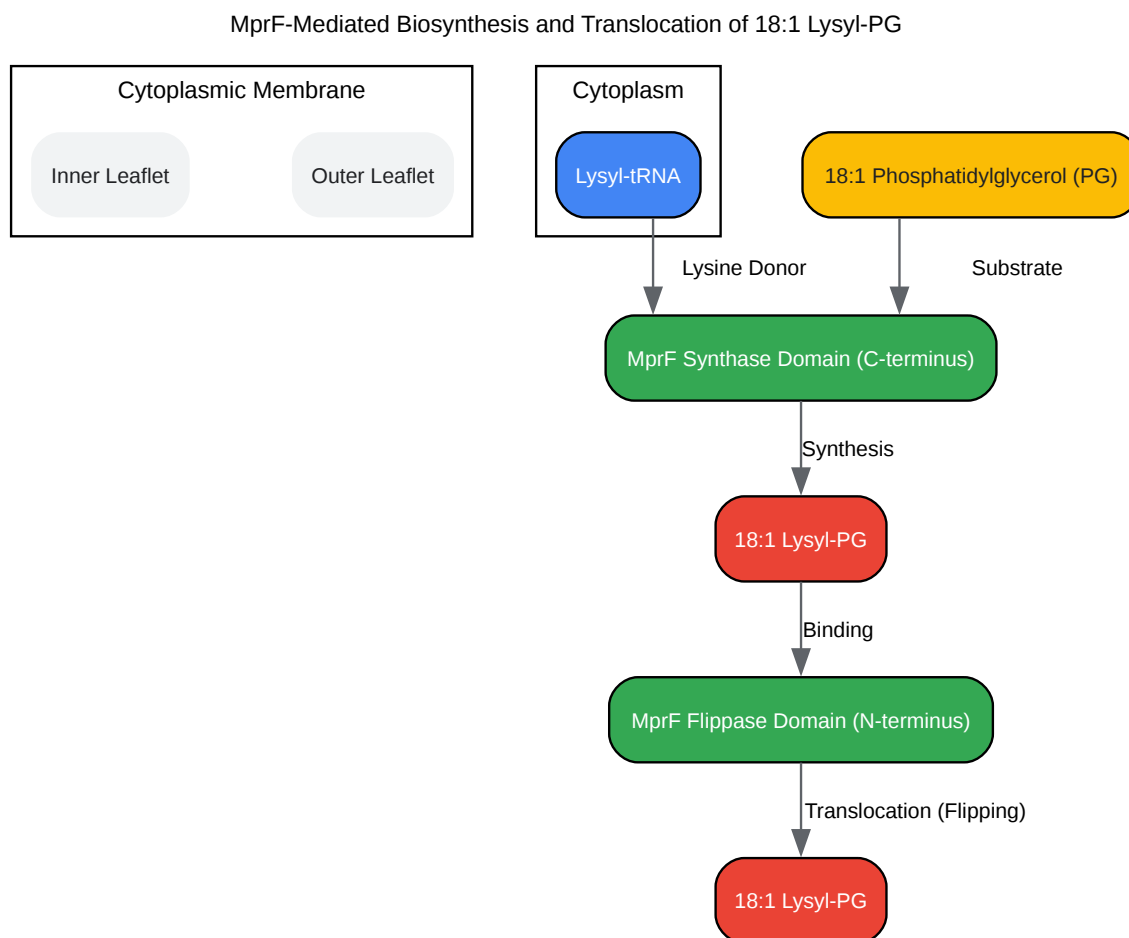 MprF-Mediated Biosynthesis and Translocation of 18:1 Lysyl-PG
Cytoplasmic Membrane
Cytoplasm
Inner Leaflet
Outer Leaflet
Lysyl-tRNA
18:1 Phosphatidylglycerol (PG)
Lysine Donor
Substrate
MprF Synthase Domain (C-terminus)
Synthesis
18:1 Lysyl-PG
Binding
MprF Flippase Domain (N-terminus)
Translocation (Flipping)
18:1 Lysyl-PG